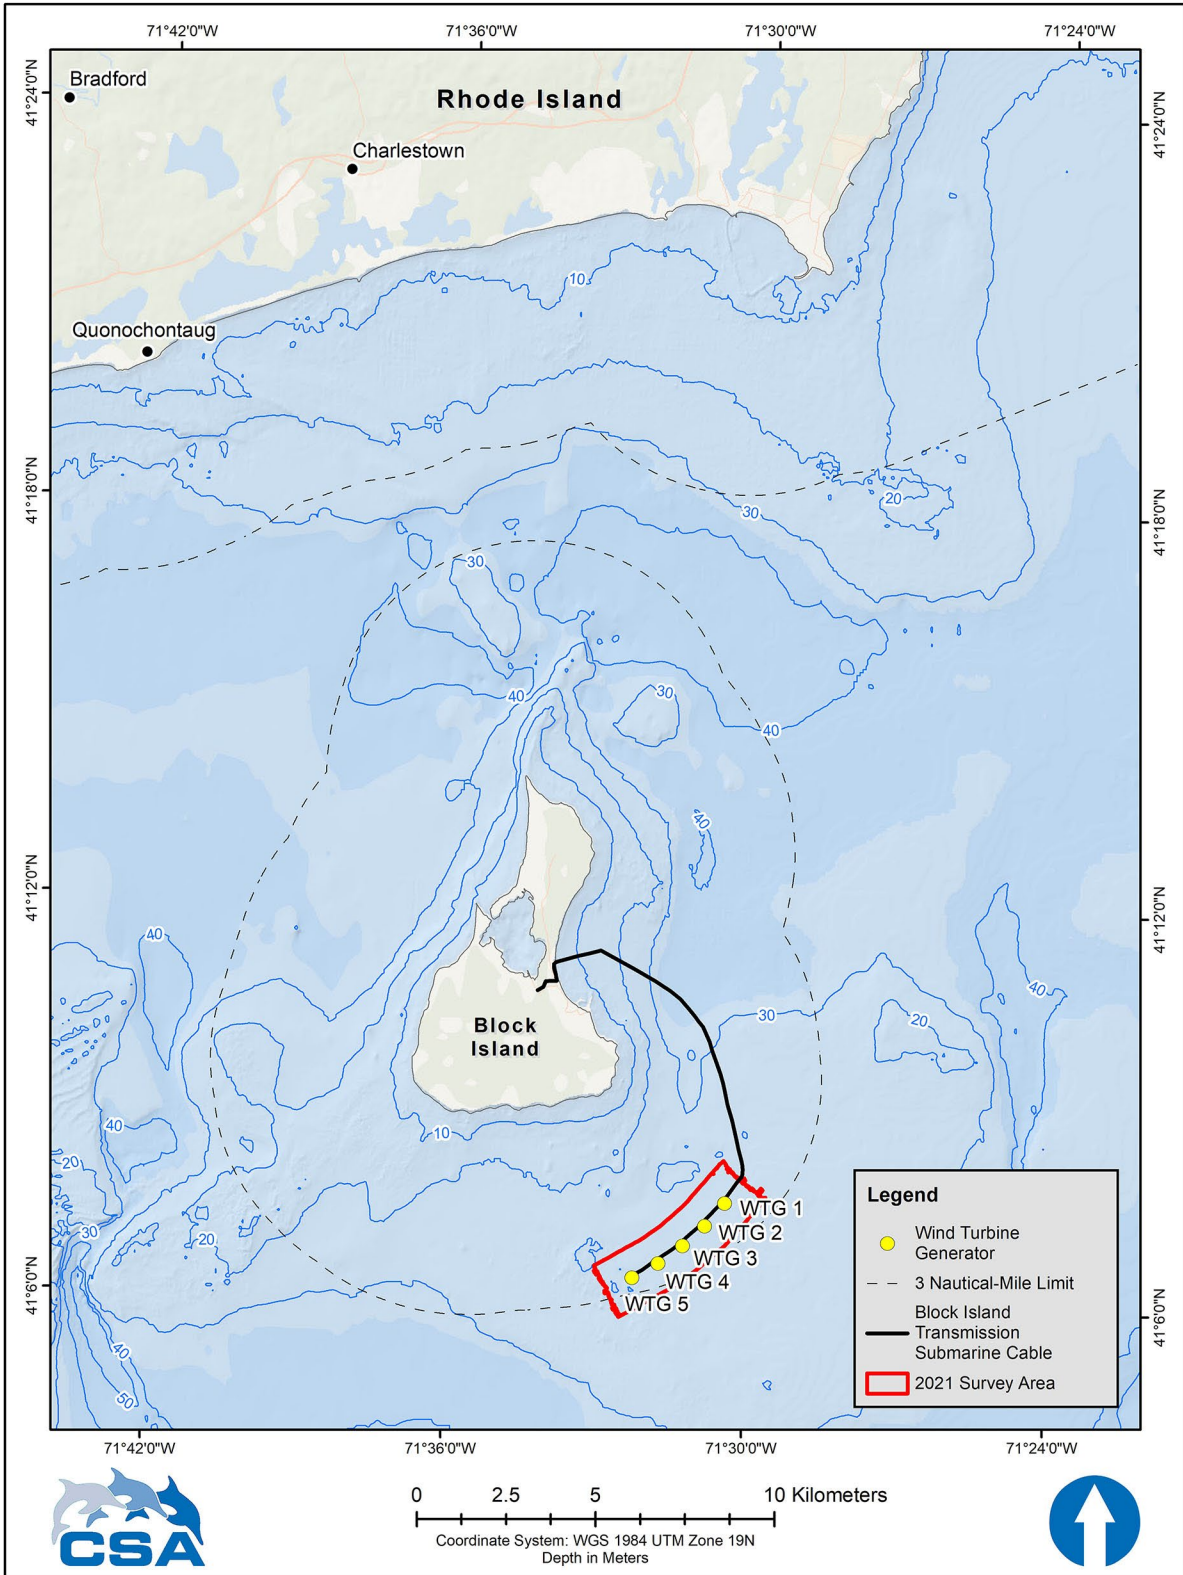 71°42'0"W
71°36'0"W
71°30'0"W
71°24'0"W
41°24'0"N
41°24'0"N
Bradford
Rhode Island
Charlestown
10
Quonochontaug
41°18'0"N
41°18'0"N
20
30
30
40
30
40
40
41°12'0"N
41°12'0"N
40
40
30
20
Block
Island
40
10
20
30
20
WTG 1
WTG 2
WTG 3
WTG 4
WTG 5
41°6'0"N
41°6'0"N
40
50
Legend
Wind Turbine
Generator
3 Nautical-Mile Limit
Block Island
Transmission
Submarine Cable
2021 Survey Area
71°42'0"W
71°36'0"W
71°30'0"W
71°24'0"W
CSA
0
2.5
5
10 Kilometers
Coordinate System: WGS 1984 UTM Zone 19N
Depth in Meters